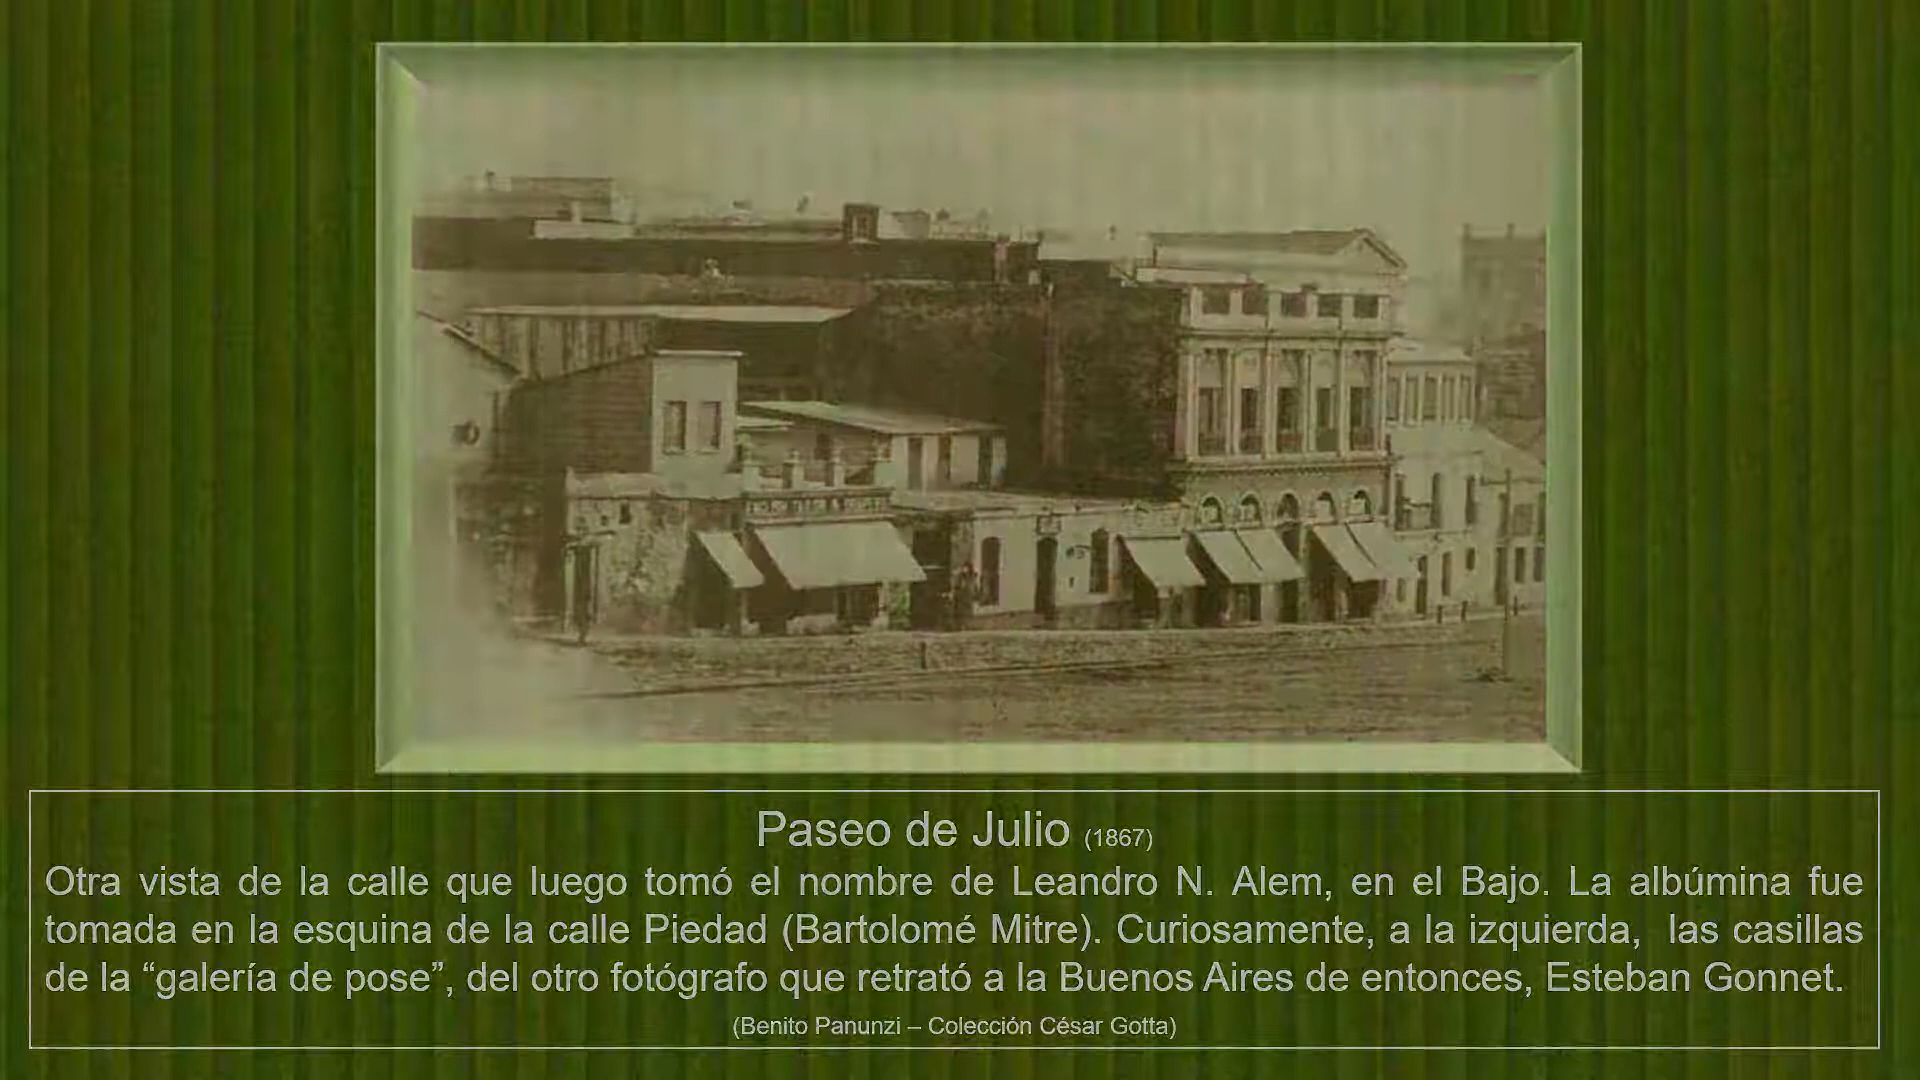 Paseo de Julio (1867)
Otra vista de la calle que luego tomó el nombre de Leandro N. Alem, en el Bajo. La albúmina fue
tomada en la esquina de la calle Piedad (Bartolomé Mitre). Curiosamente, a la izquierda,  las casillas
de la “galería de pose”, del otro fotógrafo que retrató a la Buenos Aires de entonces, Esteban Gonnet.
(Benito Panunzi – Colección César Gotta)